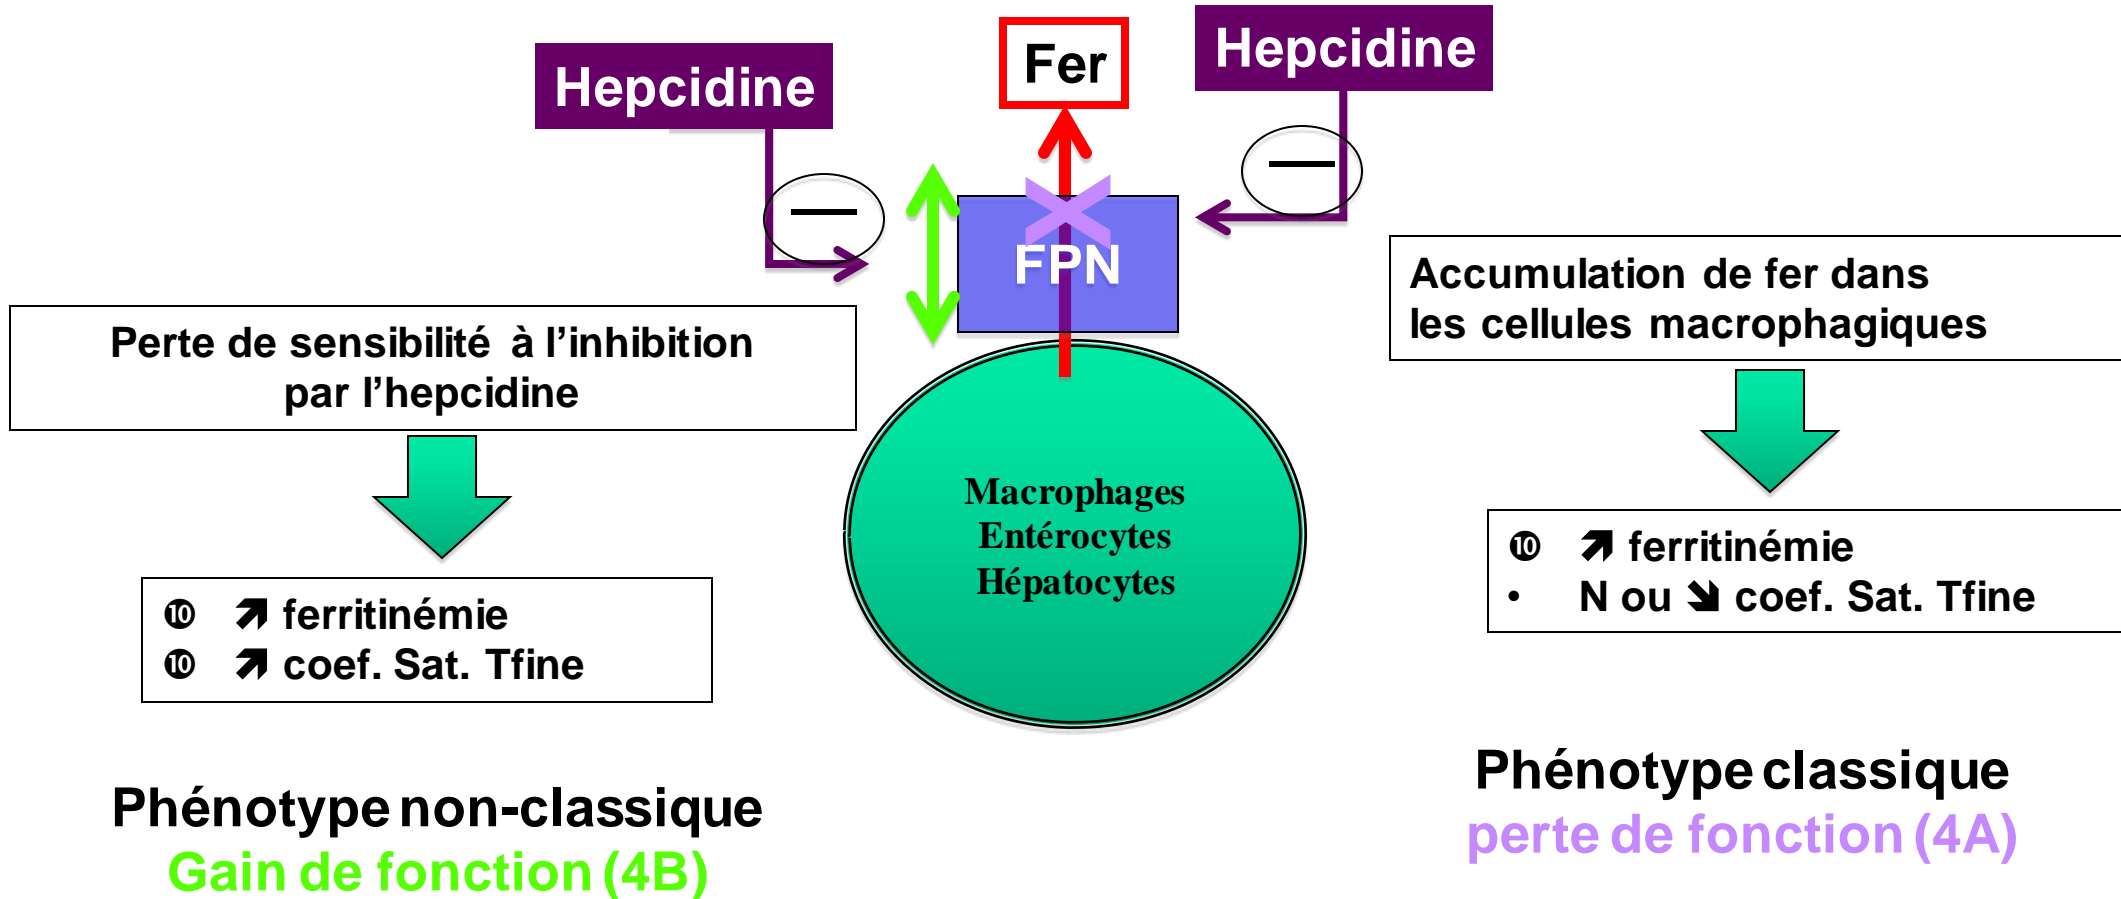 Hepcidine
Fer
Hepcidine
—
—
FPN
Perte de sensibilité à l’inhibition
par l’hepcidine
Accumulation de fer dans
les cellules macrophagiques
Macrophages
Entérocytes
Hépatocytes
❿ ➚ ferritinémie
❿ ➚ coef. Sat. Tfine
❿ ➚ ferritinémie
• N ou ➘ coef. Sat. Tfine
Phénotype non-classique
Gain de fonction (4B)
Phénotype classique
perte de fonction (4A)